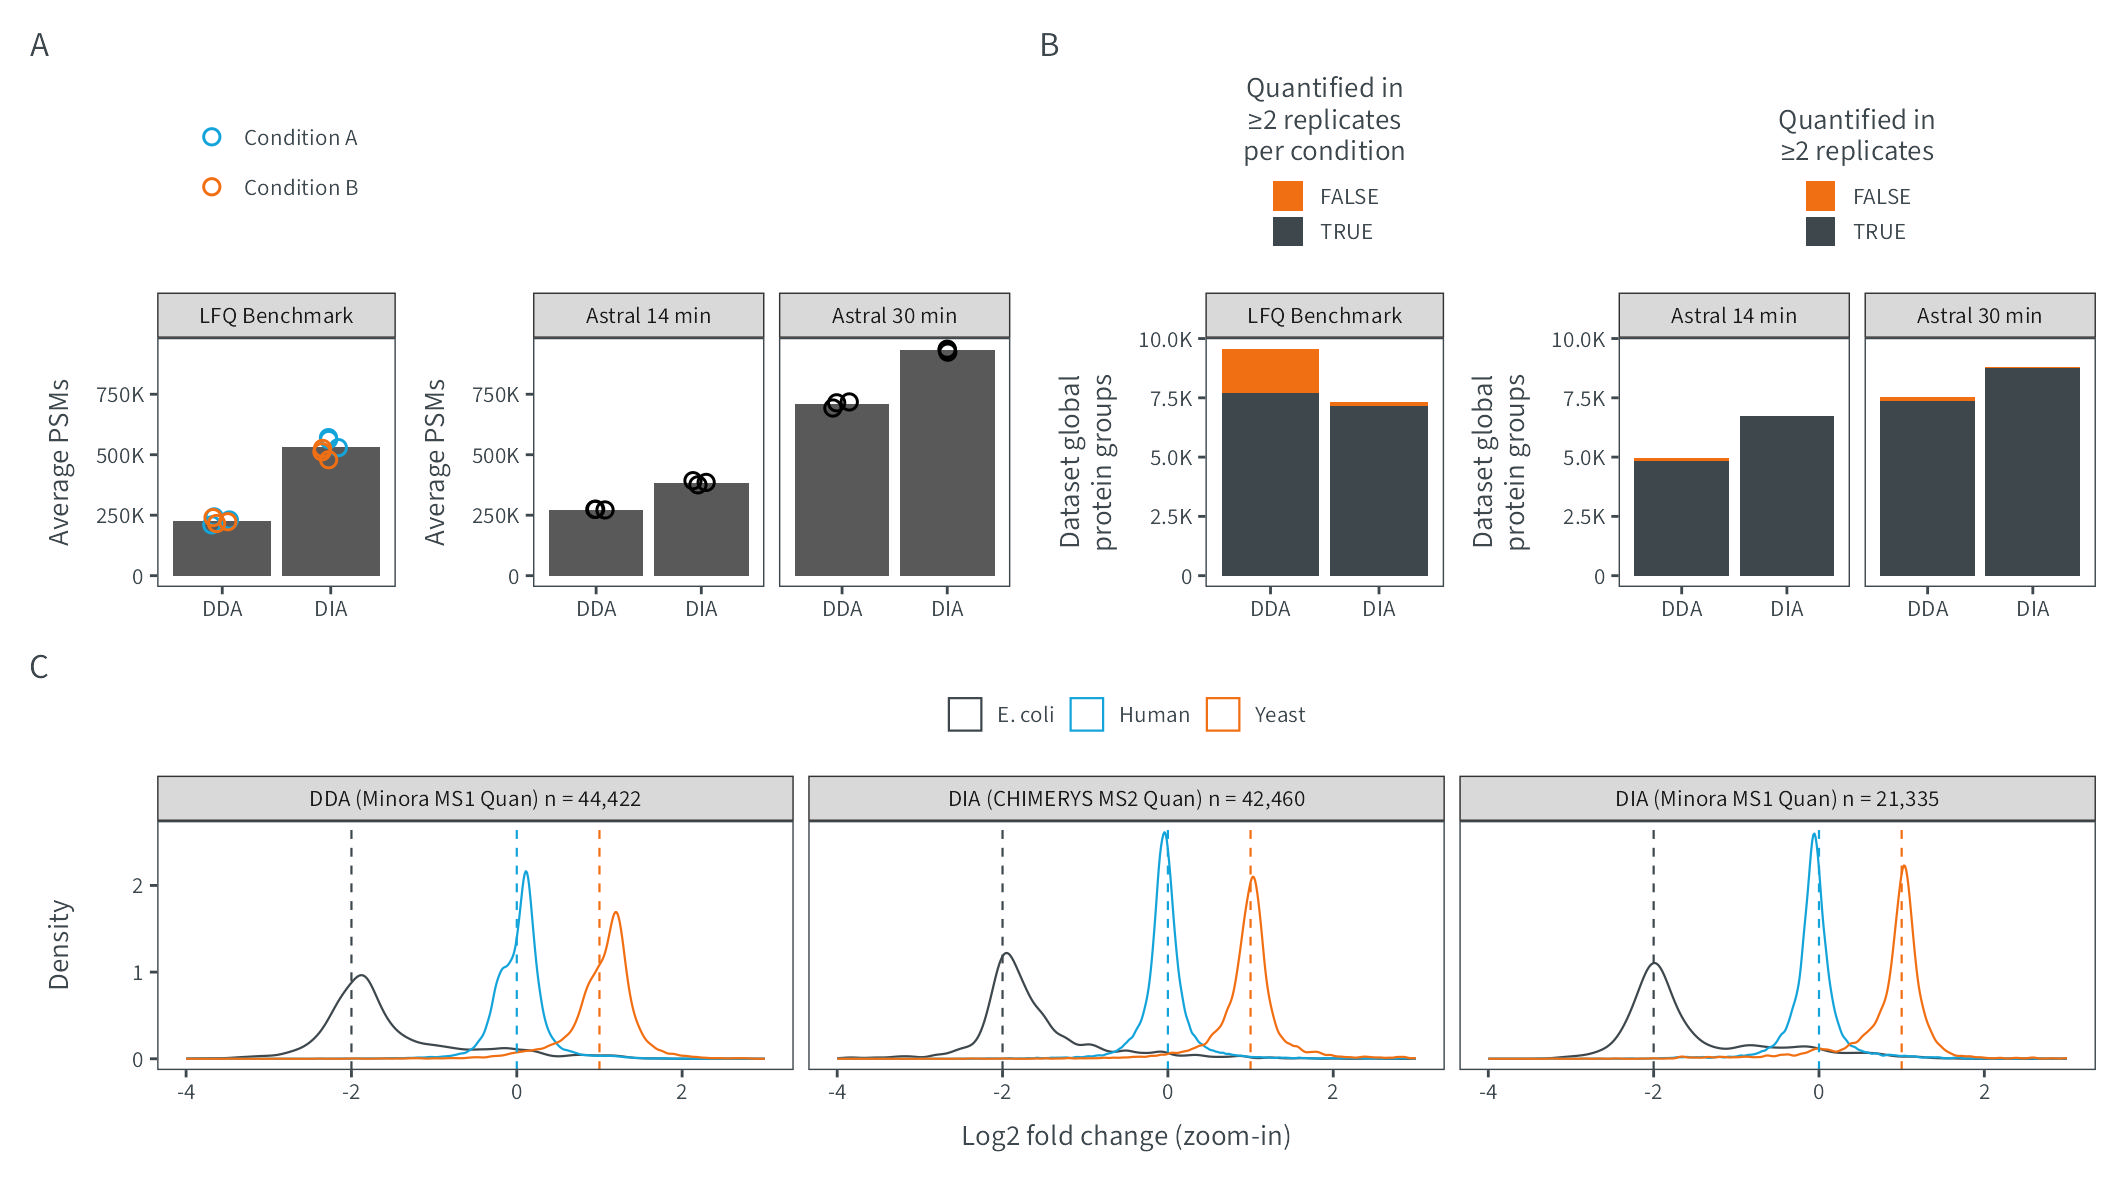 A
Condition A
Condition B
LFQ Benchmark
Average PSMs
750K
500K
250K
0
DDA
DIA
Astral 14 min
Astral 30 min
Average PSMs
750K
500K
250K
0
DDA
DIA
DDA
DIA
B
Quantified in
≥2 replicates
per condition
FALSE
TRUE
LFQ Benchmark
Dataset global
protein groups
10.0K
7.5K
5.0K
2.5K
0
DDA
DIA
Quantified in
≥2 replicates
FALSE
TRUE
Astral 14 min
Astral 30 min
Dataset global
protein groups
10.0K
7.5K
5.0K
2.5K
0
DDA
DIA
DDA
DIA
C
E. coli
Human
Yeast
DDA (Minora MS1 Quan) n = 44,422
DIA (CHIMERYS MS2 Quan) n = 42,460
DIA (Minora MS1 Quan) n = 21,335
Density
2
1
0
-4
-2
0
2
-4
-2
0
2
-4
-2
0
2
Log2 fold change (zoom-in)